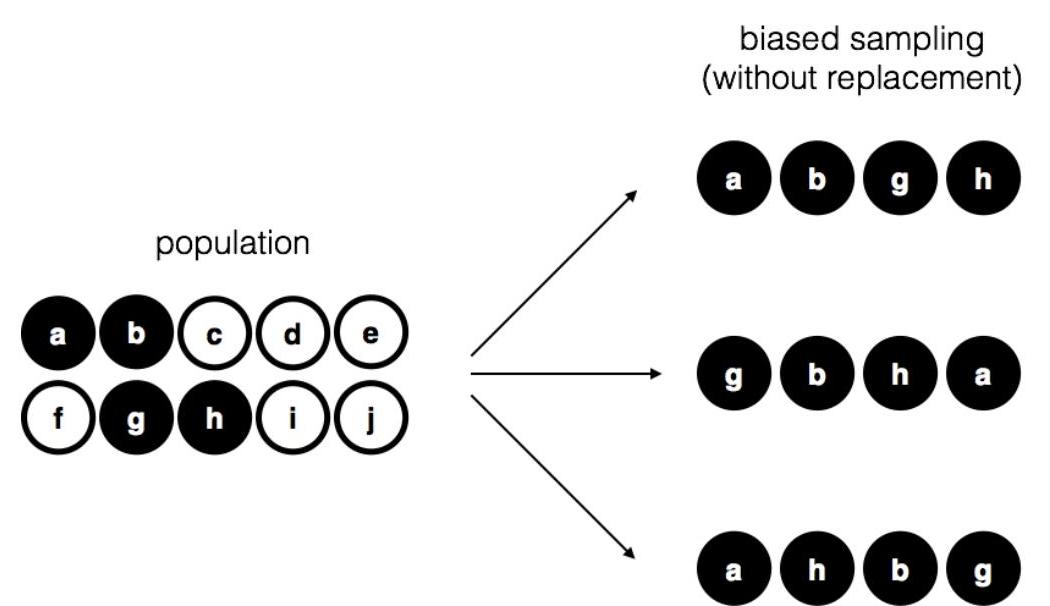 biased sampling
(without replacement)
a b g h
population
a b c d e
g b h a
f g h i j
a h b g